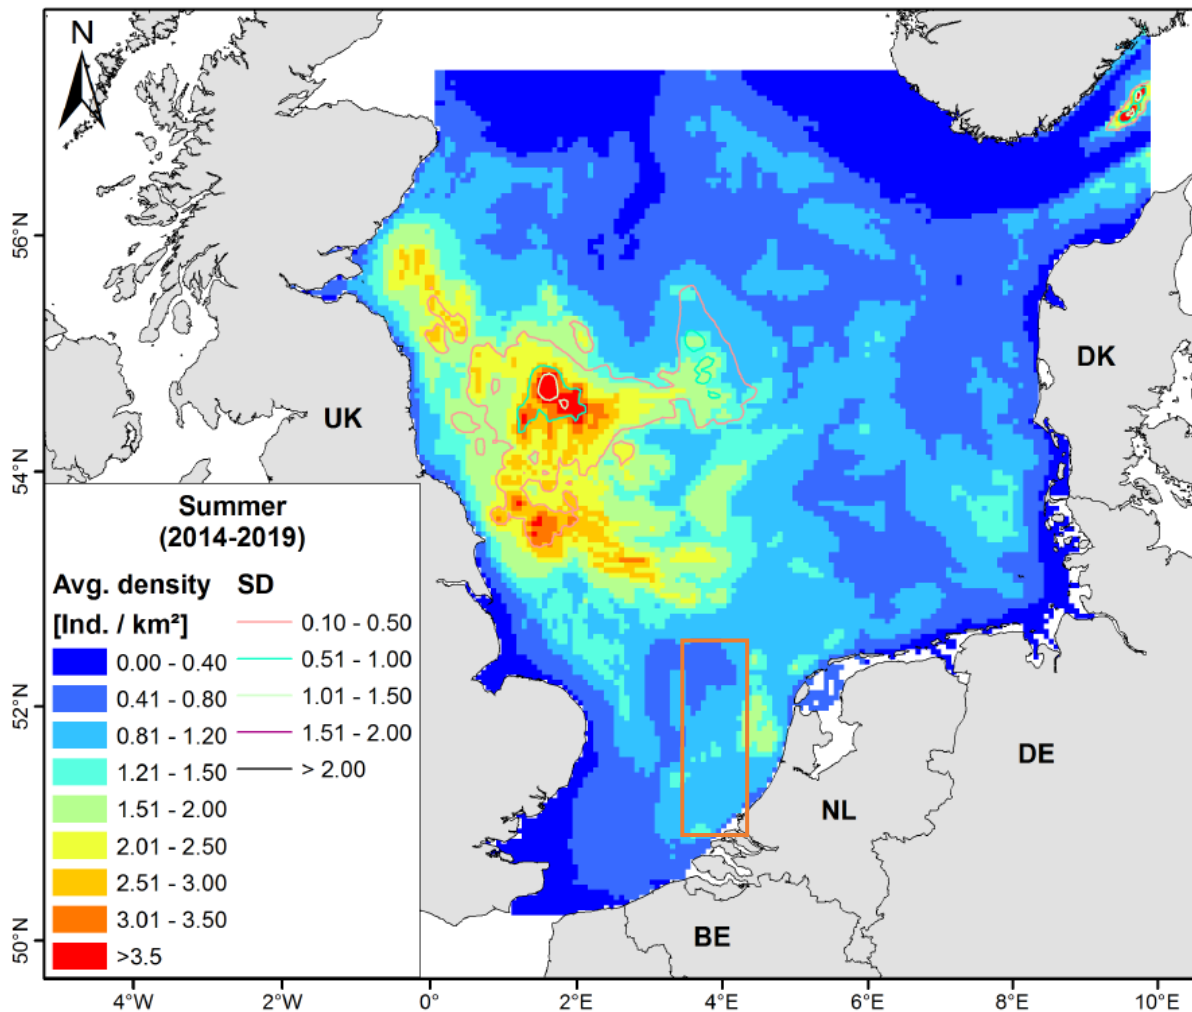 N
56°N
54°N
52°N
50°N
UK
DK
DE
NL
BE
Summer
(2014-2019)
Avg. density SD
[Ind. / km²]
0.10 - 0.50
0.00 - 0.40
0.51 - 1.00
0.41 - 0.80
1.01 - 1.50
0.81 - 1.20
1.51 - 2.00
1.21 - 1.50
> 2.00
1.51 - 2.00
2.01 - 2.50
2.51 - 3.00
3.01 - 3.50
>3.5
4°W 2°W 0° 2°E 4°E 6°E 8°E 10°E